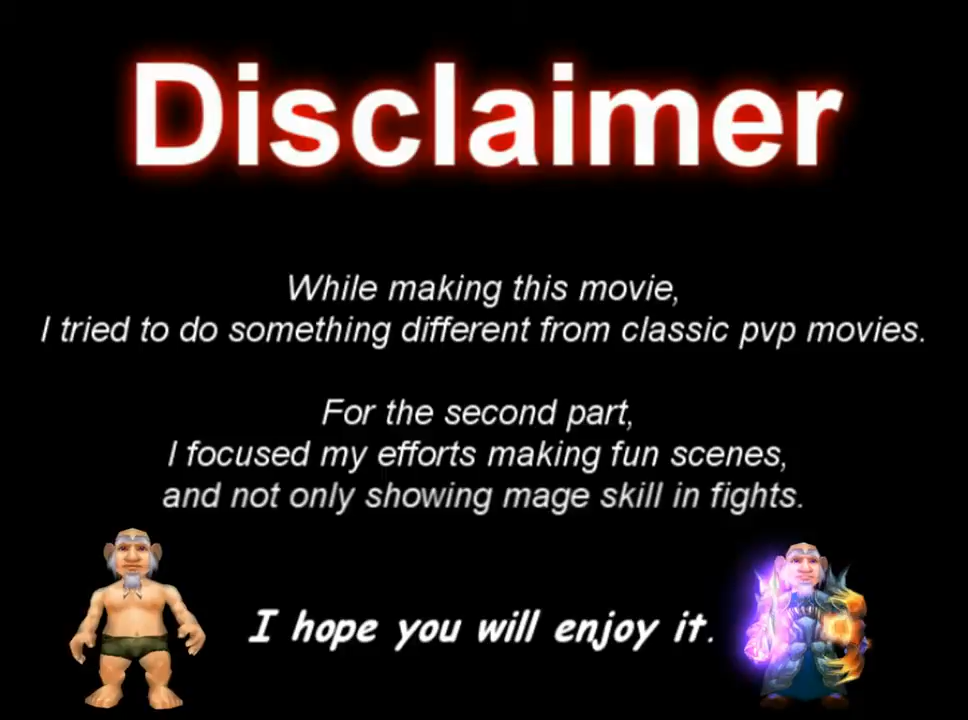 Disclaimer
While making this movie,
I tried to do something different from classic pvp movies.
For the second part,
I focused my efforts making fun scenes,
and not only showing mage skill in fights.
I hope you will enjoy it.